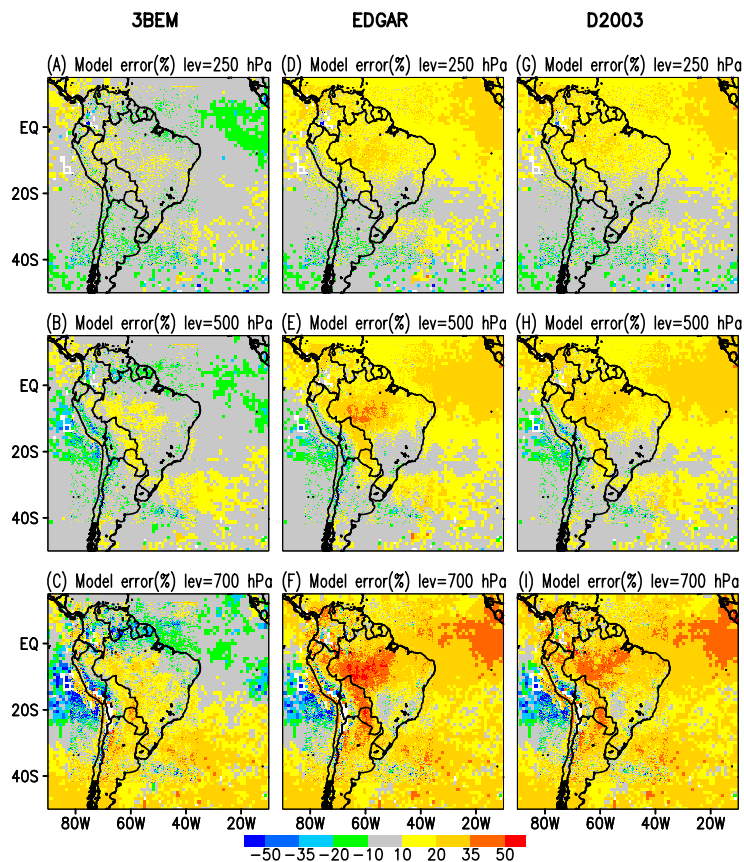 3BEM EDGAR D2003
(A) Model error(%) lev=250 hPa (D) Model error(%) lev=250 hPa (G) Model error(%) lev=250 hPa
EQ
20S
40S
(B) Model error(%) lev=500 hPa (E) Model error(%) lev=500 hPa (H) Model error(%) lev=500 hPa
EQ
20S
40S
(C) Model error(%) lev=700 hPa (F) Model error(%) lev=700 hPa (I) Model error(%) lev=700 hPa
EQ
20S
40S
80W 60W 40W 80W 60W 40W 80W 60W 40W
−50 −35 −20 −10 10 20 35 50